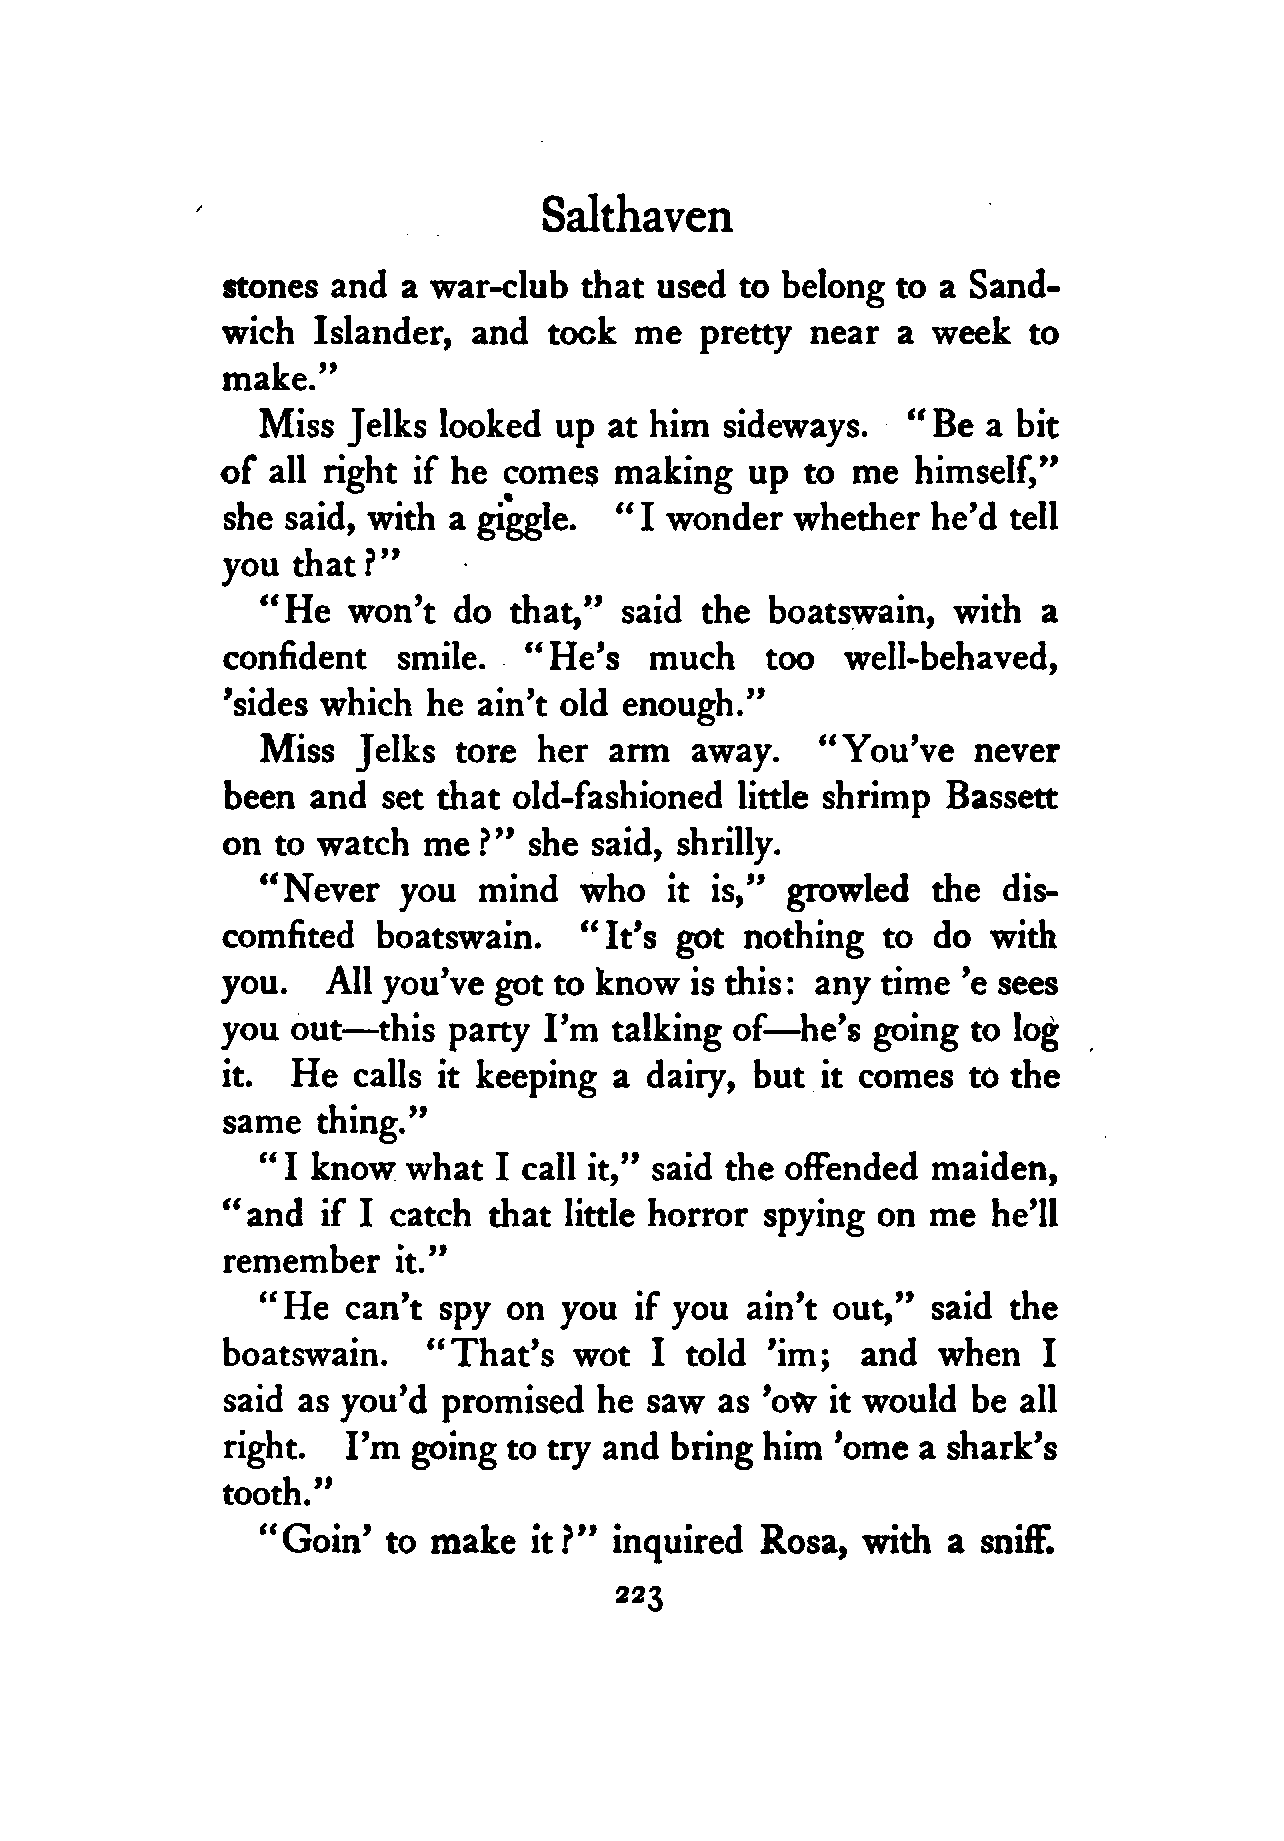 Salthaven
stones and a war-club that used to belong to a Sand-
wich Islander, and took me pretty near a week to
make."
Miss Jelks looked up at him sideways. "Be a bit
of all right if he comes making up to me himself,"
she said, with a giggle. "I wonder whether he'd tell
you that?"
"He won't do that," said the boatswain, with a
confident smile. "He's much too well-behaved,
'sides which he ain't old enough."
Miss Jelks tore her arm away. "You've never
been and set that old-fashioned little shrimp Bassett
on to watch me?" she said, shrilly.
"Never you mind who it is," growled the dis-
comfited boatswain. "It's got nothing to do with
you. All you've got to know is this: any time 'e sees
you out—this party I'm talking of—he's going to log
it. He calls it keeping a dairy, but it comes to the
same thing."
"I know what I call it," said the offended maiden,
"and if I catch that little horror spying on me he'll
remember it."
"He can't spy on you if you ain't out," said the
boatswain. "That's wot I told 'im; and when I
said as you'd promised he saw as 'ow it would be all
right. I'm going to try and bring him 'ome a shark's
tooth."
"Goin' to make it?" inquired Rosa, with a sniff.
223